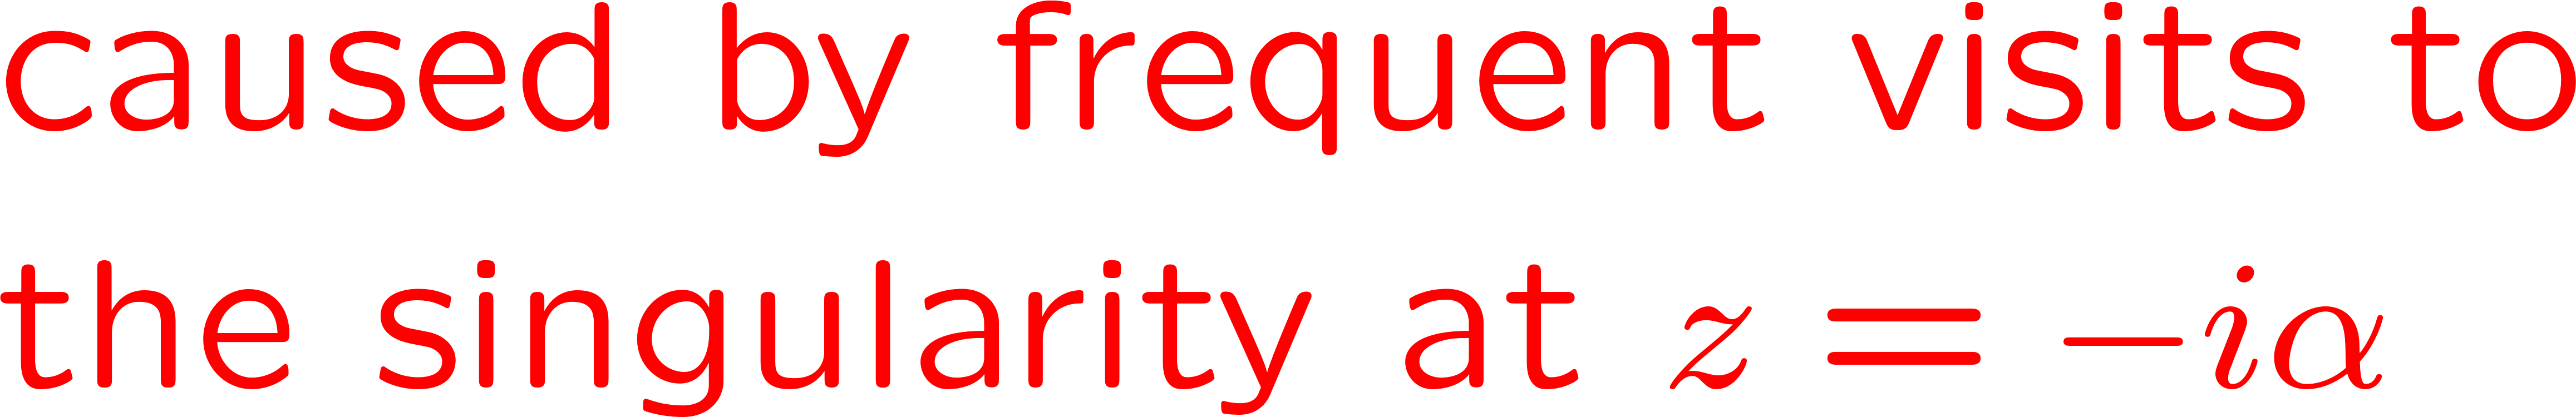 caused by frequent visits to
the singularity at z = −iα